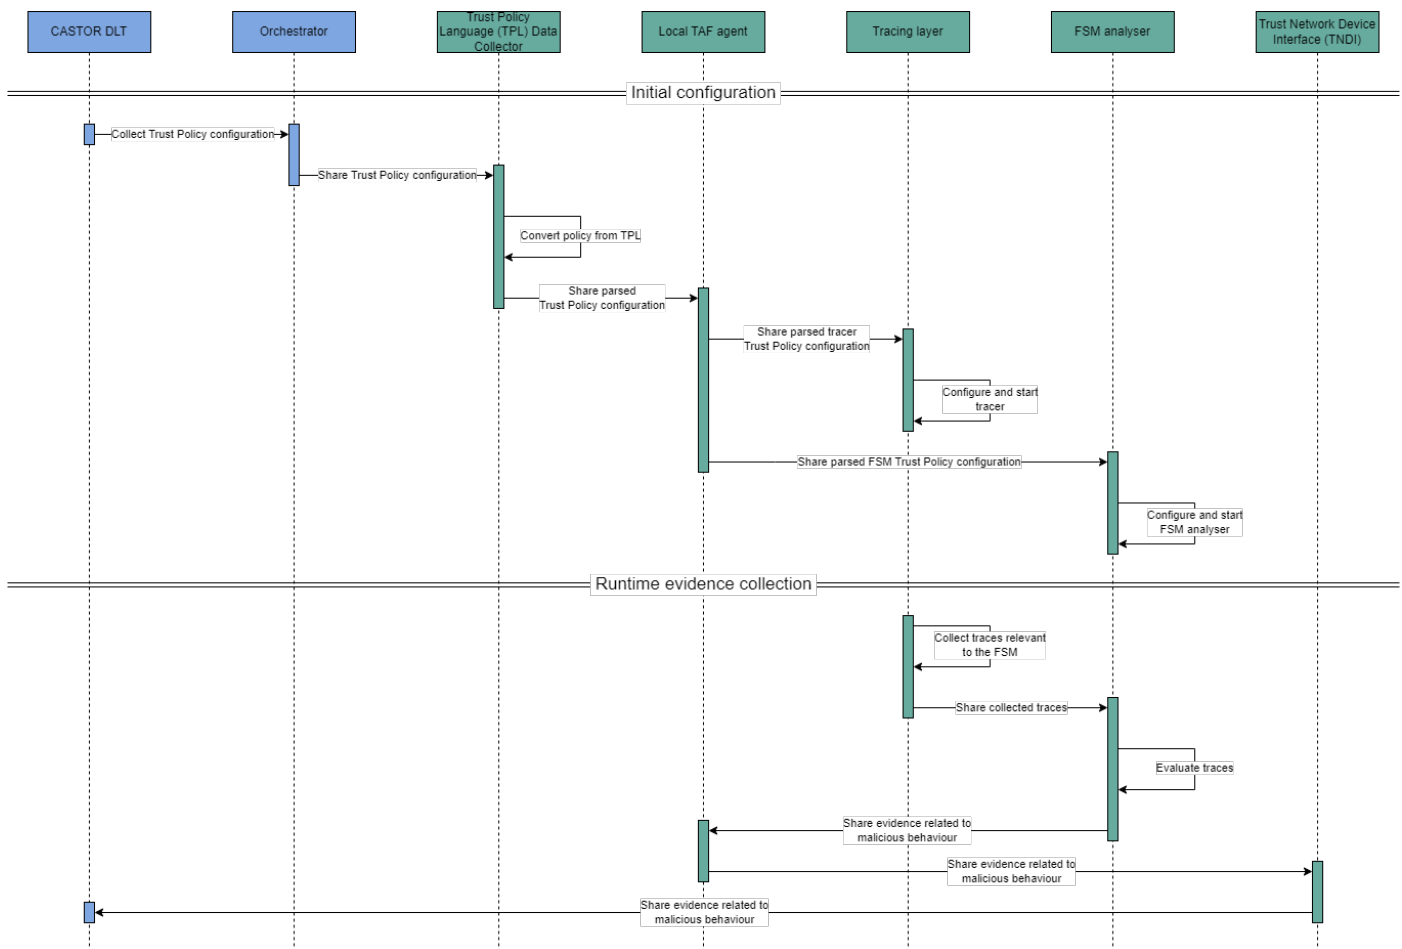 CASTOR DLT
Orchestrator
Trust Policy
Language (TPL) Data
Collector
Local TAF agent
Tracing layer
FSM analyser
Trust Network Device
Interface (TNDI)
Initial configuration
Collect Trust Policy configuration
Share Trust Policy configuration
Convert policy from TPL
Share parsed
Trust Policy configuration
Share parsed tracer
Trust Policy configuration
Configure and start
tracer
Share parsed FSM Trust Policy configuration
Configure and start
FSM analyser
Runtime evidence collection
Collect traces relevant
to the FSM
Share collected traces
Evaluate traces
Share evidence related to
malicious behaviour
Share evidence related to
malicious behaviour
Share evidence related to
malicious behaviour